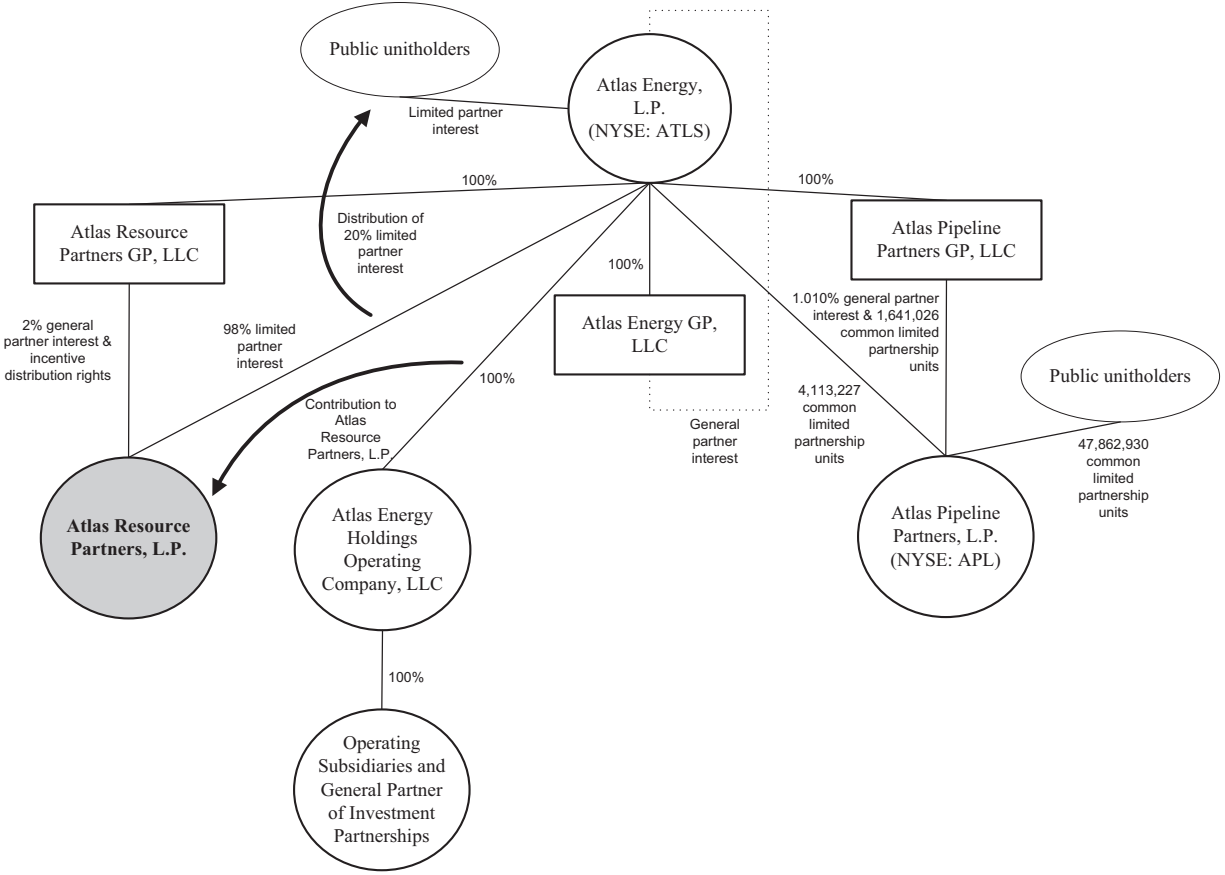 Public unitholders
Atlas Energy,
L.P.
(NYSE: ATLS)
Limited partner
interest
100%
100%
Atlas Resource
Partners GP, LLC
Distribution of
20% limited
partner
interest
Atlas Pipeline
Partners GP, LLC
100%
2% general
partner interest &
incentive
distribution rights
98% limited
partner
interest
Atlas Energy GP,
LLC
1.010% general partner
interest & 1,641,026
common limited
partnership
units
Public unitholders
100%
Contribution to
Atlas
Resource
Partners, L.P.
General
partner
interest
4,113,227
common
limited
partnership
units
47,862,930
common
limited
partnership
units
Atlas Resource
Partners, L.P.
Atlas Energy
Holdings
Operating
Company, LLC
Atlas Pipeline
Partners, L.P.
(NYSE: APL)
100%
Operating
Subsidiaries and
General Partner
of Investment
Partnerships